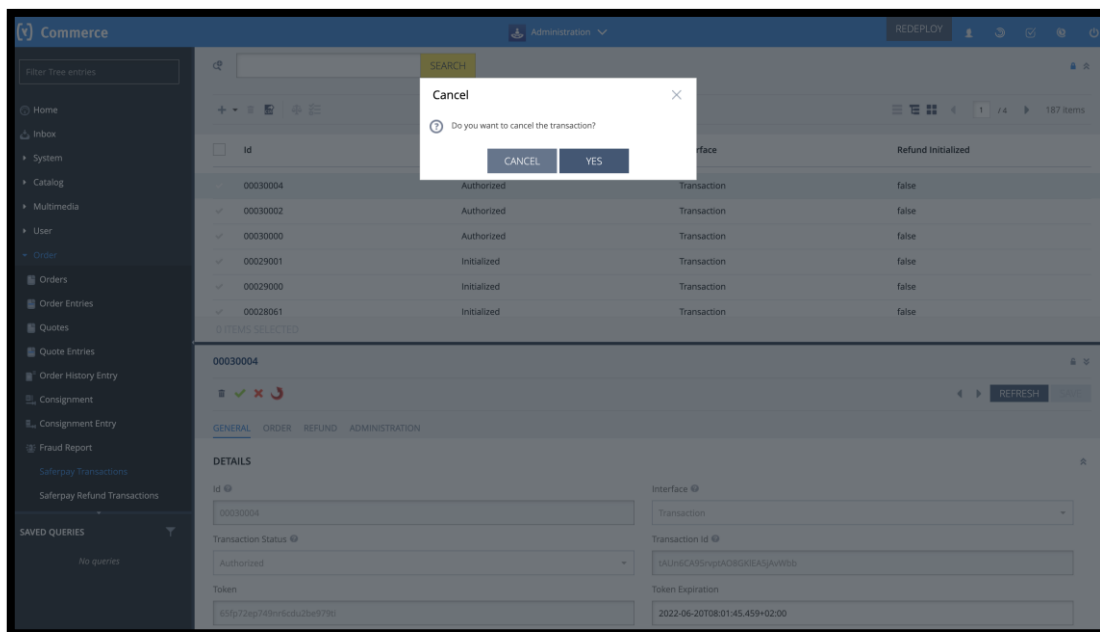 [y] Commerce
Administration
REDEPLOY
Filter Tree entries
SEARCH
Home
Inbox
System
Catalog
Multimedia
User
Order
Orders
Order Entries
Quotes
Quote Entries
Order History Entry
Consignment
Consignment Entry
Fraud Report
Saferpay Transactions
Saferpay Refund Transactions
SAVED QUERIES
No queries
Cancel
Do you want to cancel the transaction?
CANCEL YES
1 / 4 187 items
Id rface Refund Initialized
00030004 Authorized Transaction false
00030002 Authorized Transaction false
00030000 Authorized Transaction false
00029001 Initialized Transaction false
00029000 Initialized Transaction false
00028061 Initialized Transaction false
0 ITEMS SELECTED
00030004
REFRESH
GENERAL ORDER REFUND ADMINISTRATION
DETAILS
Id Interface
00030004 Transaction
Transaction Status Transaction Id
Authorized
Token Token Expiration
2022-06-20T08:01:45.459+02:00